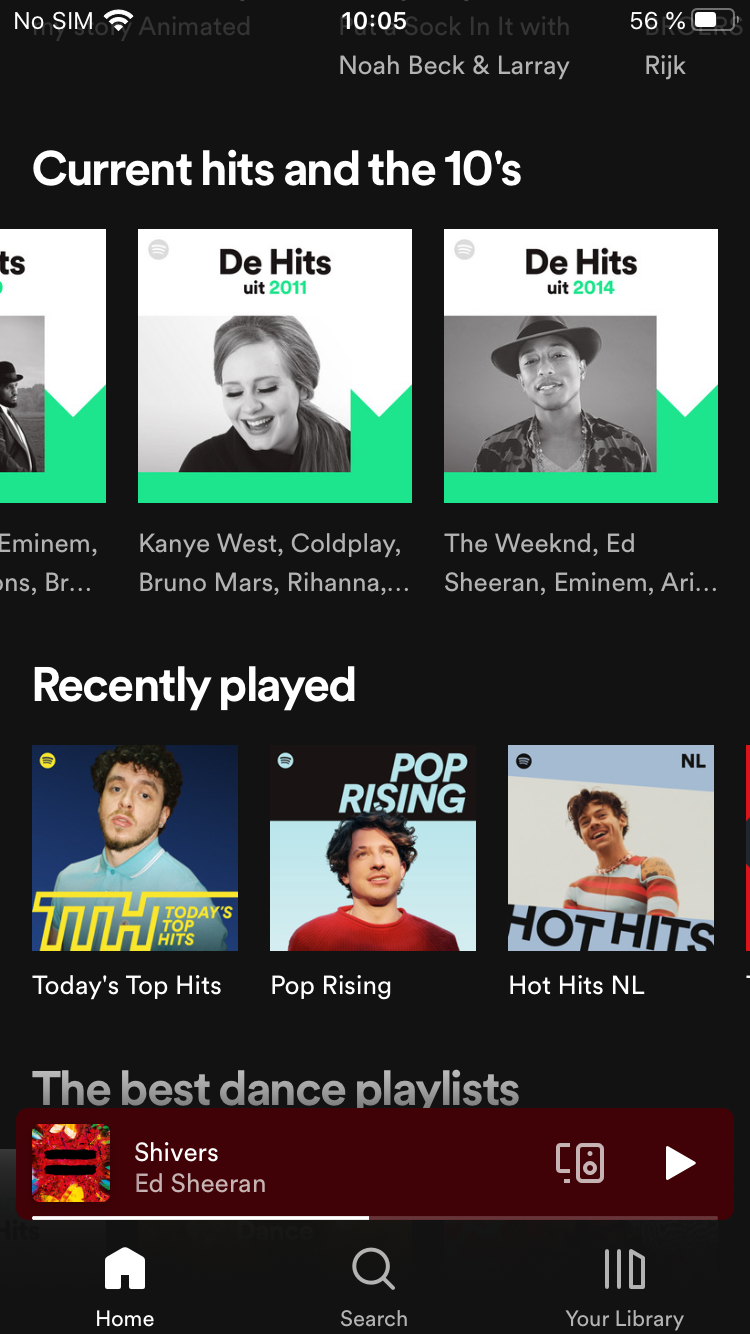 No SIM 10:05 56 %
my story Animated
Put a Sock In It with
Noah Beck & Larray
BROERS
Rijk
Current hits and the 10's
ts
De Hits
uit 2011
De Hits
uit 2014
Eminem,
ons, Br...
Kanye West, Coldplay,
Bruno Mars, Rihanna,...
The Weeknd, Ed
Sheeran, Eminem, Ari...
Recently played
TTH TODAY'S
TOP
HITS
POP
RISING
NL
HOT HITS
Today's Top Hits
Pop Rising
Hot Hits NL
The best dance playlists
Shivers
Ed Sheeran
Hits
Dance
Home
Search
Your Library